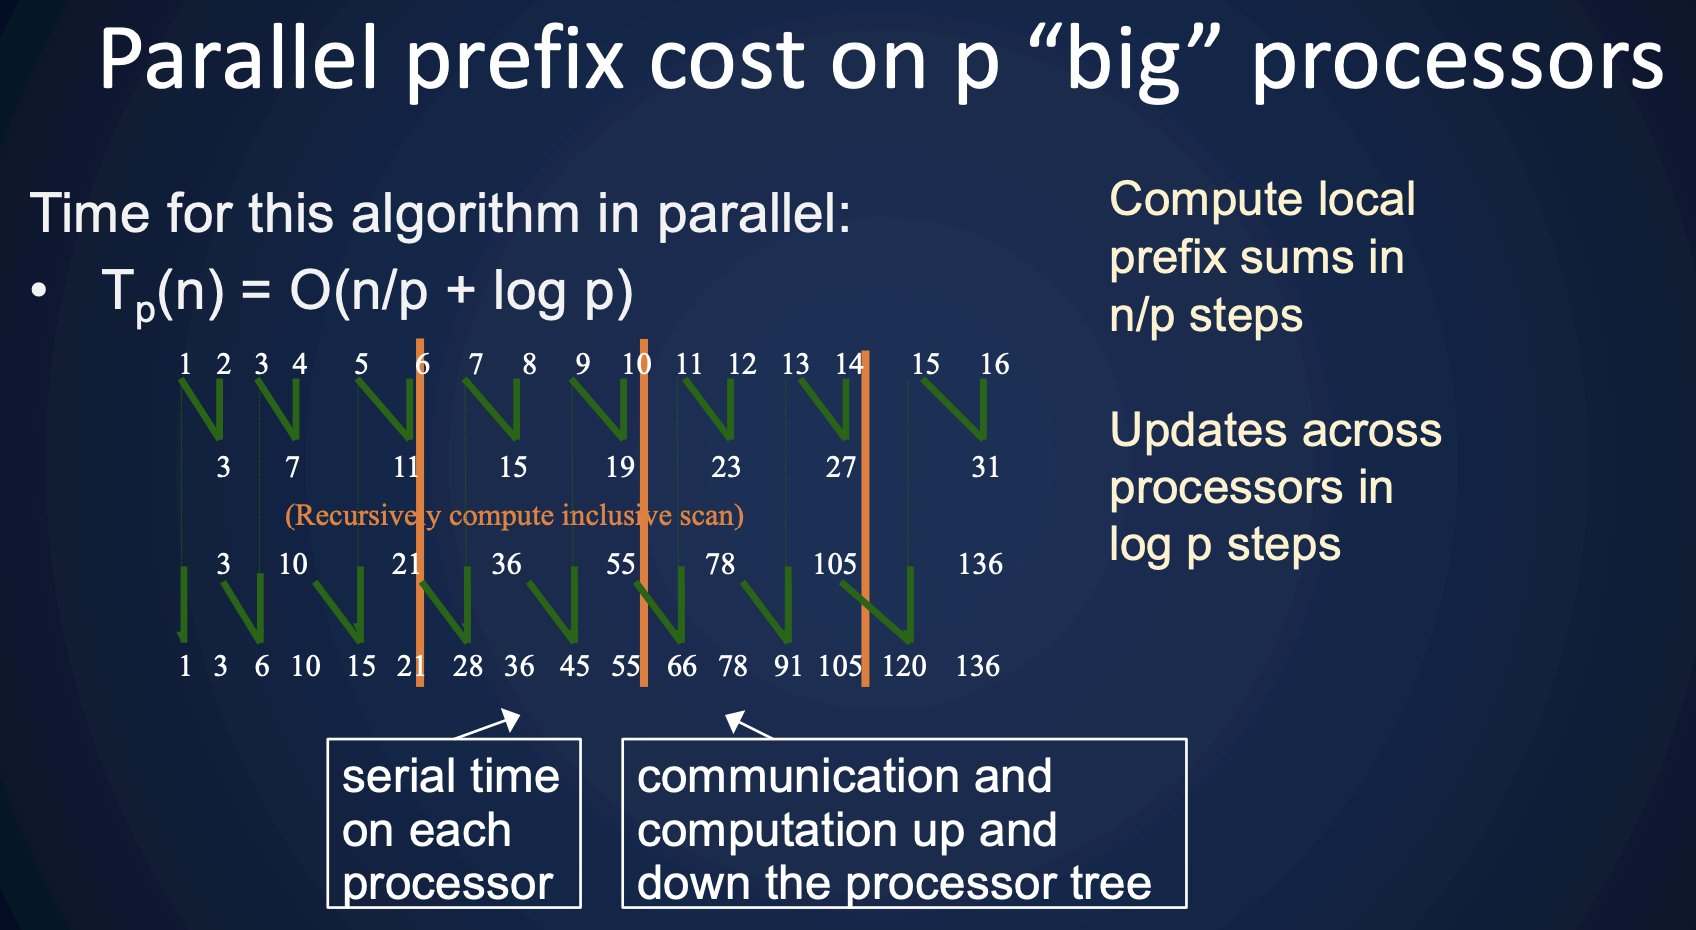 Parallel prefix cost on p “big” processors
Time for this algorithm in parallel:
• Tp(n) = O(n/p + log p)
1 2 3 4 5 6 7 8 9 10 11 12 13 14 15 16
3 7 11 15 19 23 27 31
(Recursively compute inclusive scan)
3 10 21 36 55 78 105 136
1 3 6 10 15 21 28 36 45 55 66 78 91 105 120 136
serial time
on each
processor
communication and
computation up and
down the processor tree
Compute local
prefix sums in
n/p steps
Updates across
processors in
log p steps